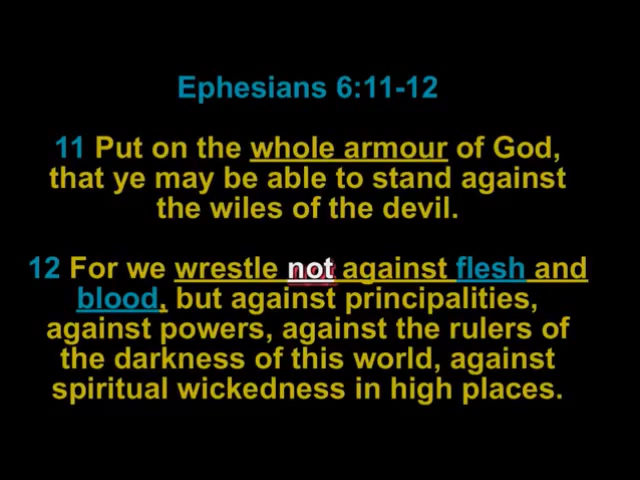 Ephesians 6:11-12
11 Put on the whole armour of God,
that ye may be able to stand against
the wiles of the devil.
12 For we wrestle not against flesh and
blood, but against principalities,
against powers, against the rulers of
the darkness of this world, against
spiritual wickedness in high places.